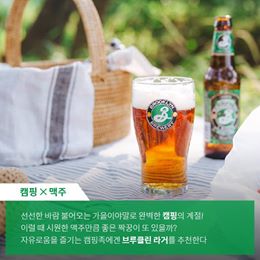 BROOKLYN
BREWERY
캠핑 × 맥주
선선한 바람 불어오는 가을이야말로 완벽한 캠핑의 계절!
이럴 때 시원한 맥주만큼 좋은 짝꿍이 또 있을까?
자유로움을 즐기는 캠핑족에겐 브루클린 라거를 추천한다